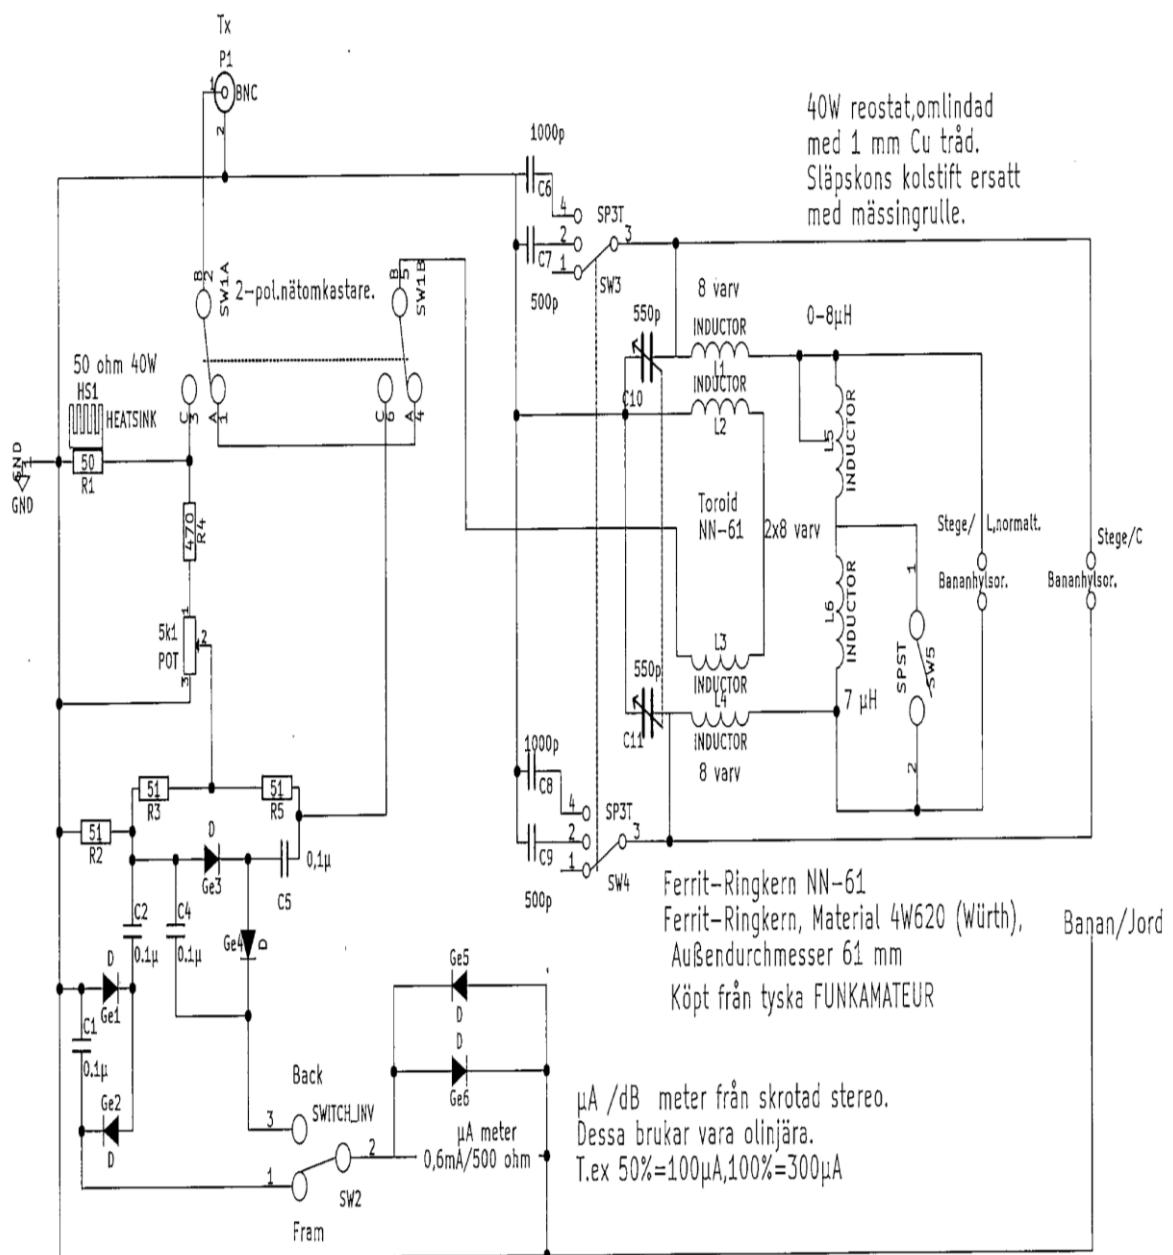 Tx
P1
1
BNC
2
40W reostat,omlindad
med 1 mm Cu tråd.
Släpskons kolstift ersatt
med mässingrulle.
1000p
C6
4
SP3T
2
3
C7
1
SW3
500p
B
2
SW1A
2-pol.nätomkastare.
B
5
SW1B
8 varv
550p
INDUCTOR
0-8µH
L1
INDUCTOR
C10
L2
50 ohm 40W
HS1
HEATSINK
C
3
A
1
C
6
A
4
L5
INDUCTOR
GND
1
GND
50
R1
470
R4
Toroid
NN-61
2x8 varv
Stege/ L,normalt.
Stege/C
Bananhylsor.
Bananhylsor.
1
5k1
POT
2
3
L3
INDUCTOR
L4
INDUCTOR
8 varv
550p
C11
L6
INDUCTOR
7 µH
1
SPST
SW5
2
1000p
C8
4
SP3T
2
3
C9
1
SW4
500p
51
R3
51
R5
51
R2
D
Ge3
0,1µ
C5
C2
0.1µ
C4
0.1µ
Ge4
D
D
Ge1
C1
0.1µ
Ge2
D
Ge5
D
D
Ge6
Ferrit-Ringkern NN-61
Ferrit-Ringkern, Material 4W620 (Würth),
Außendurchmesser 61 mm
Köpt från tyska FUNKAMATEUR
Banan/Jord
Back
3
SWITCH_INV
2
1
SW2
Fram
µA meter
0,6mA/500 ohm
µA /dB meter från skrotad stereo.
Dessa brukar vara olinjära.
T.ex 50%=100µA,100%=300µA